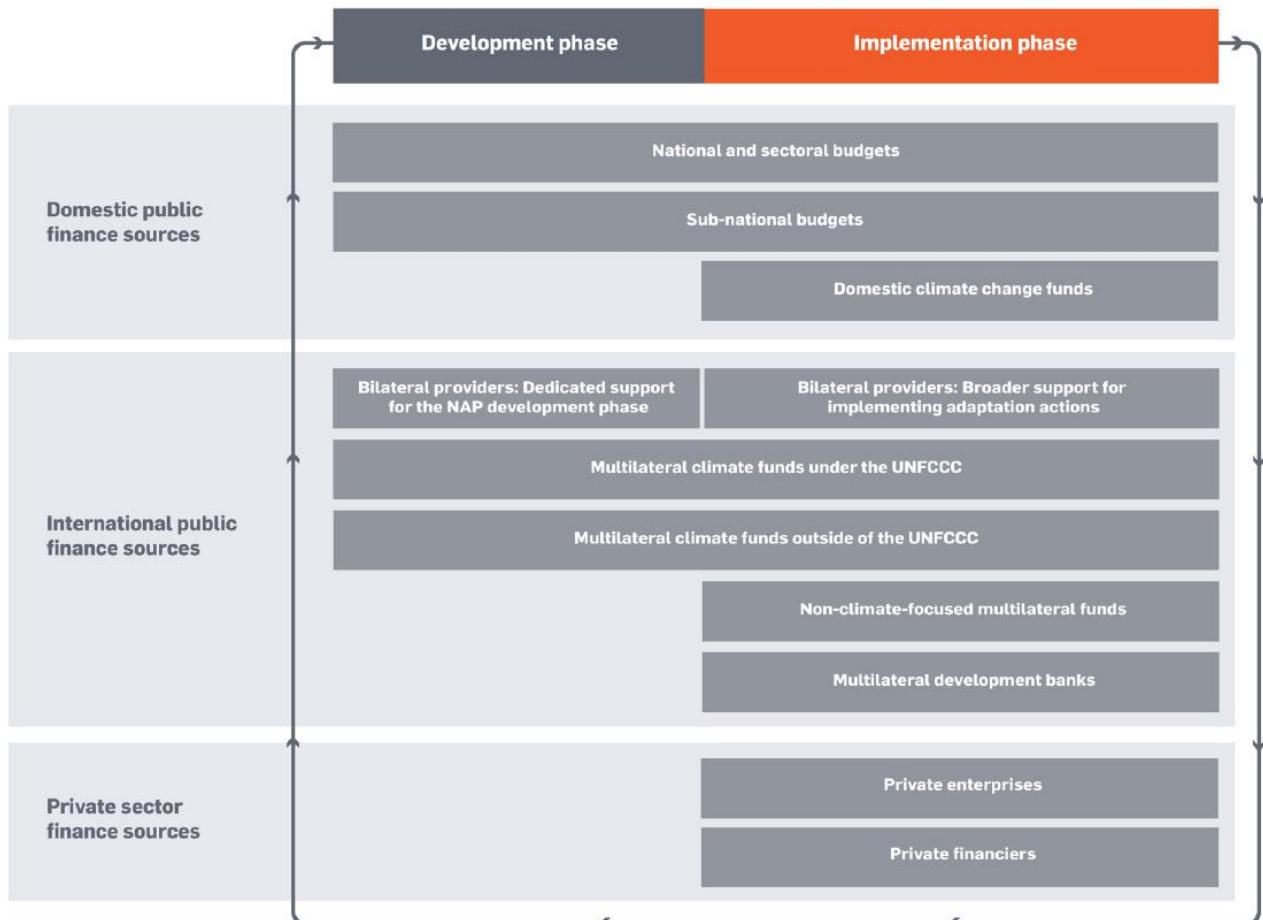 Development phase
Implementation phase
Domestic public
finance sources
National and sectoral budgets
Sub-national budgets
Domestic climate change funds
International public
finance sources
Bilateral providers: Dedicated support
for the NAP development phase
Bilateral providers: Broader support for
implementing adaptation actions
Multilateral climate funds under the UNFCCC
Multilateral climate funds outside of the UNFCCC
Non-climate-focused multilateral funds
Multilateral development banks
Private sector
finance sources
Private enterprises
Private financiers